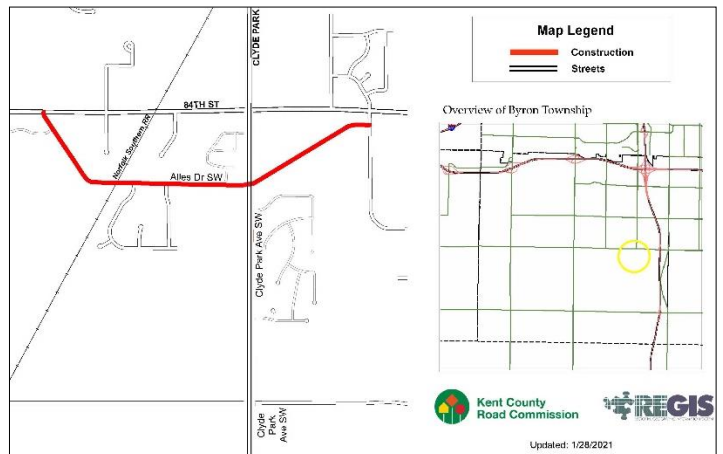 CLYDE PARK
84TH ST
Norfolk Southern RR
Alles Dr SW
Clyde Park Ave SW
Clyde
Park
Ave SW
Map Legend
Construction
Streets
Overview of Byron Township
Kent County
Road Commission
REGIS
Updated: 1/28/2021